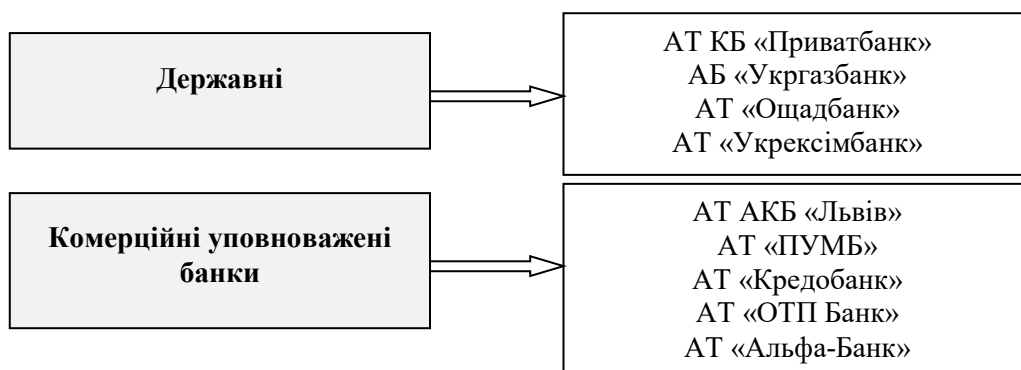 Державні
АТ КБ «Приватбанк»
АБ «Укргазбанк»
АТ «Ощадбанк»
АТ «Укрексімбанк»
Комерційні уповноважені
банки
АТ АКБ «Львів»
АТ «ПУМБ»
АТ «Кредобанк»
АТ «ОТП Банк»
АТ «Альфа-Банк»